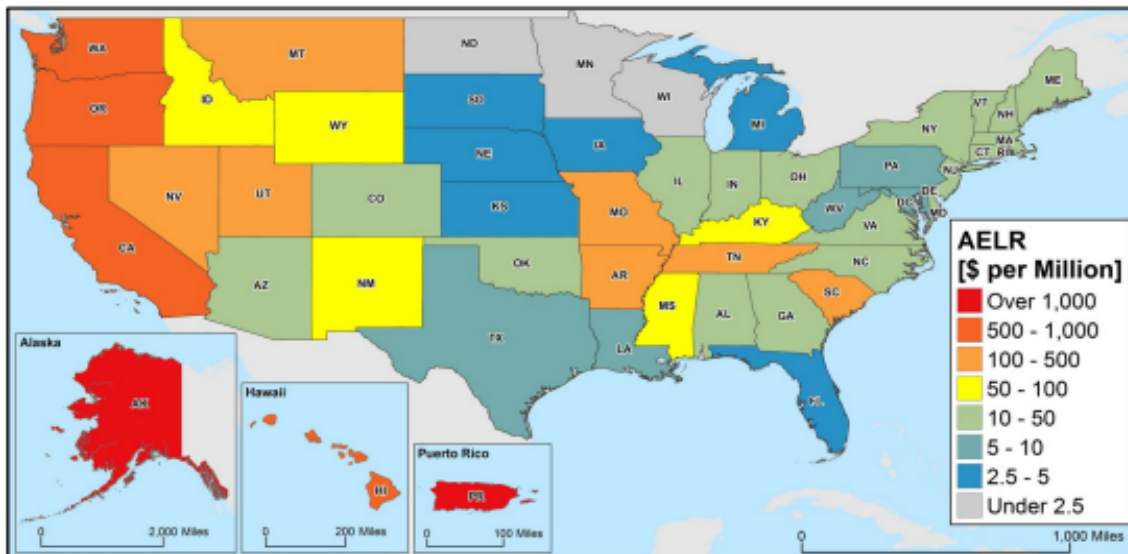 WA
MT
ND
MN
ME
OR
ID
SD
WI
VT
NH
NY
MI
WY
MA
CT
RI
IA
NE
PA
NJ
NV
UT
CO
IL
IN
OH
DE
DC
MD
WV
KS
MO
VA
KY
CA
TN
NC
AZ
NM
OK
AR
SC
MS
AL
GA
TX
LA
FL
AELR
[$ per Million]
Over 1,000
500 - 1,000
100 - 500
50 - 100
10 - 50
5 - 10
2.5 - 5
Under 2.5
Alaska
AK
0
2,000 Miles
Hawaii
HI
0
200 Miles
Puerto Rico
PR
0
100 Miles
0
1,000 Miles